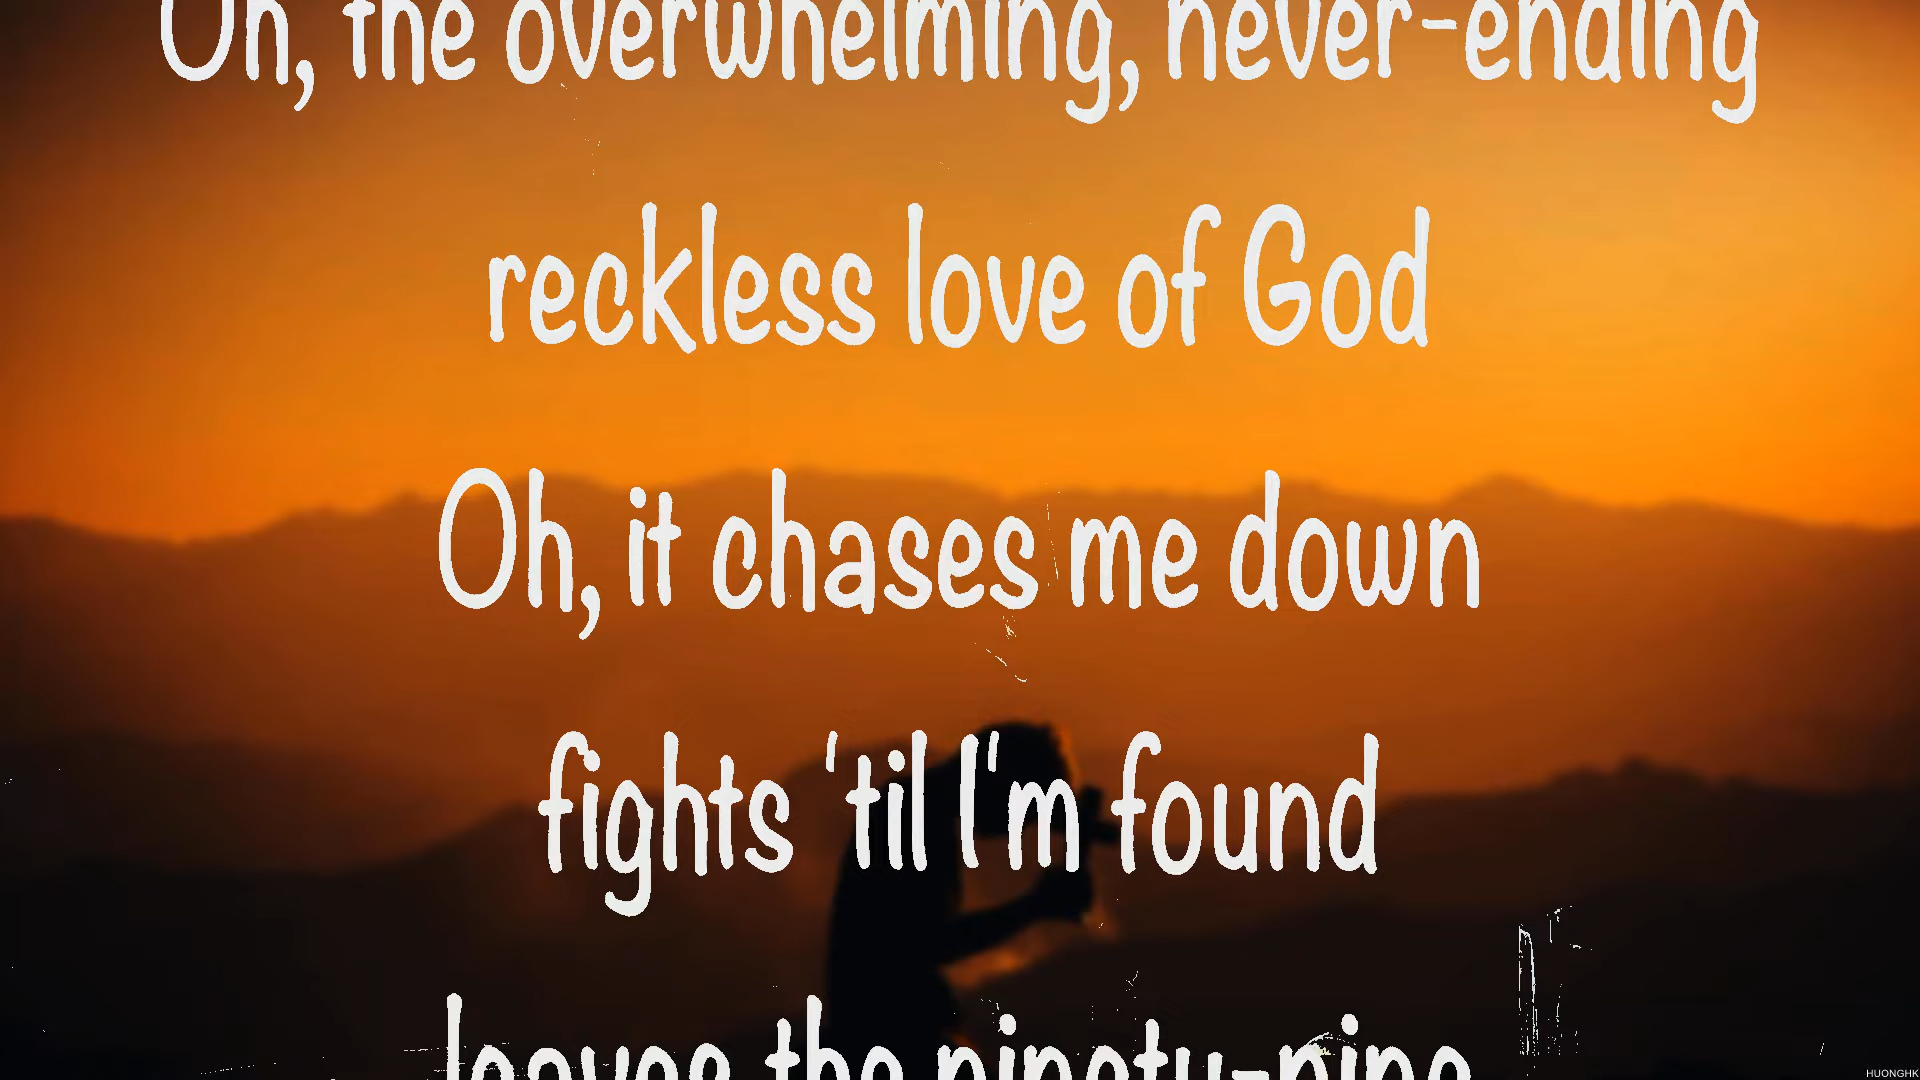 Oh, the overwhelming, never-ending
reckless love of God
Oh, it chases me down
fights 'til I'm found
leaves the ninety-nine
HUONGHK